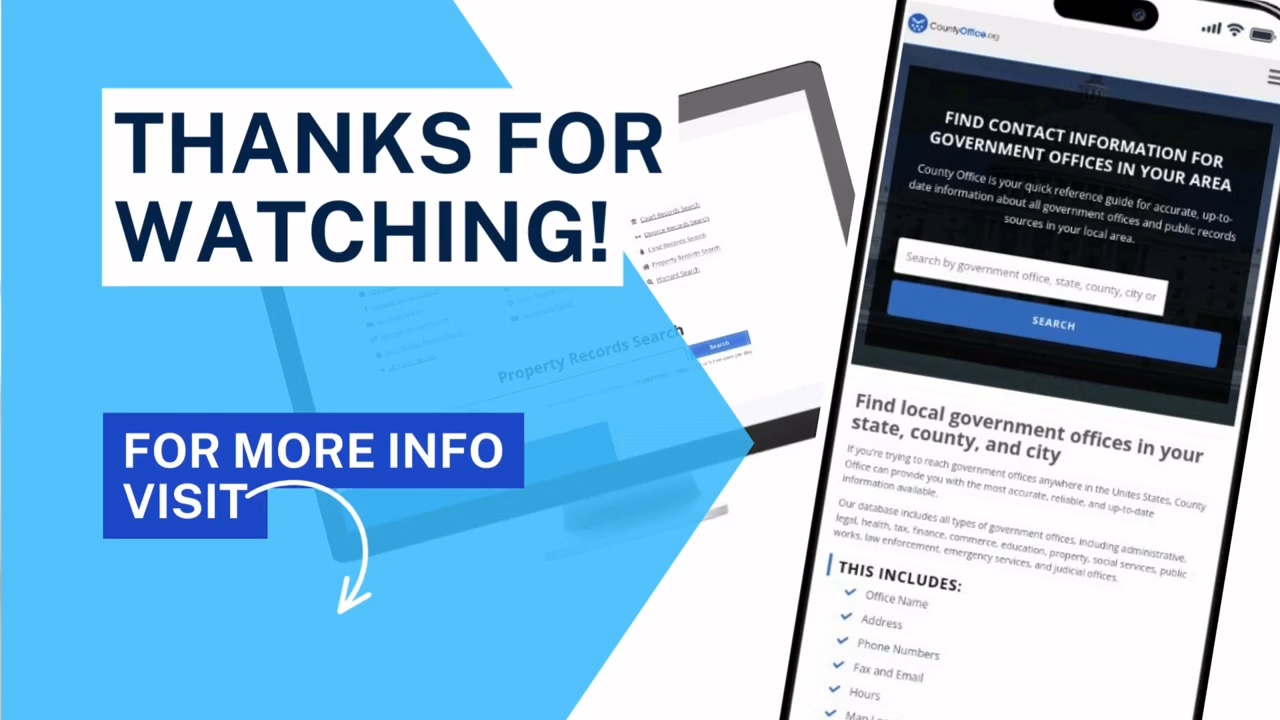 THANKS FOR
WATCHING!
FOR MORE INFO
VISIT
Court Records Search
Divorce Records Search
Land Records Search
Property Records Search
Warrant Search
Property Records Search
Search
CountyOffice.org
FIND CONTACT INFORMATION FOR
GOVERNMENT OFFICES IN YOUR AREA
County Office is your quick reference guide for accurate, up-to-
date information about all government offices and public records
sources in your local area.
Search by government office, state, county, city or
SEARCH
Find local government offices in your
state, county, and city
If you're trying to reach government offices anywhere in the Unites States, County
Office can provide you with the most accurate, reliable, and up-to-date
information available.
Our database includes all types of government offices, including administrative,
legal, health, tax, finance, commerce, education, property, social services, public
works, law enforcement, emergency services, and judicial offices.
THIS INCLUDES:
Office Name
Address
Phone Numbers
Fax and Email
Hours